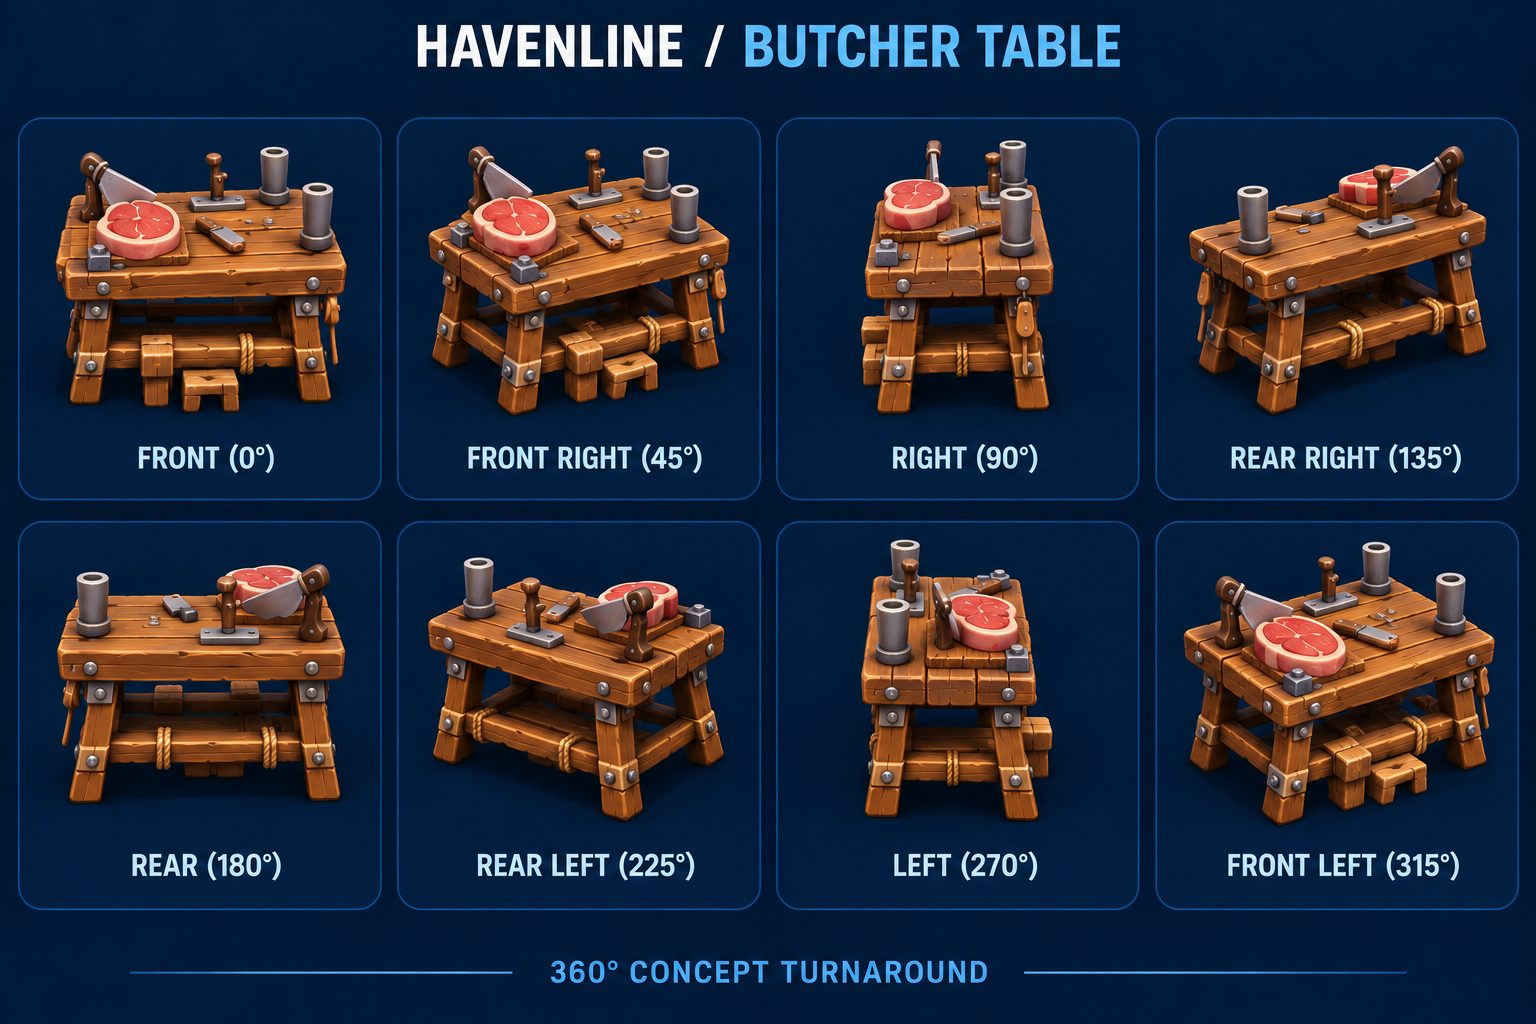 HAVENLINE / BUTCHER TABLE
FRONT (0°)
FRONT RIGHT (45°)
RIGHT (90°)
REAR RIGHT (135°)
REAR (180°)
REAR LEFT (225°)
LEFT (270°)
FRONT LEFT (315°)
360° CONCEPT TURNAROUND